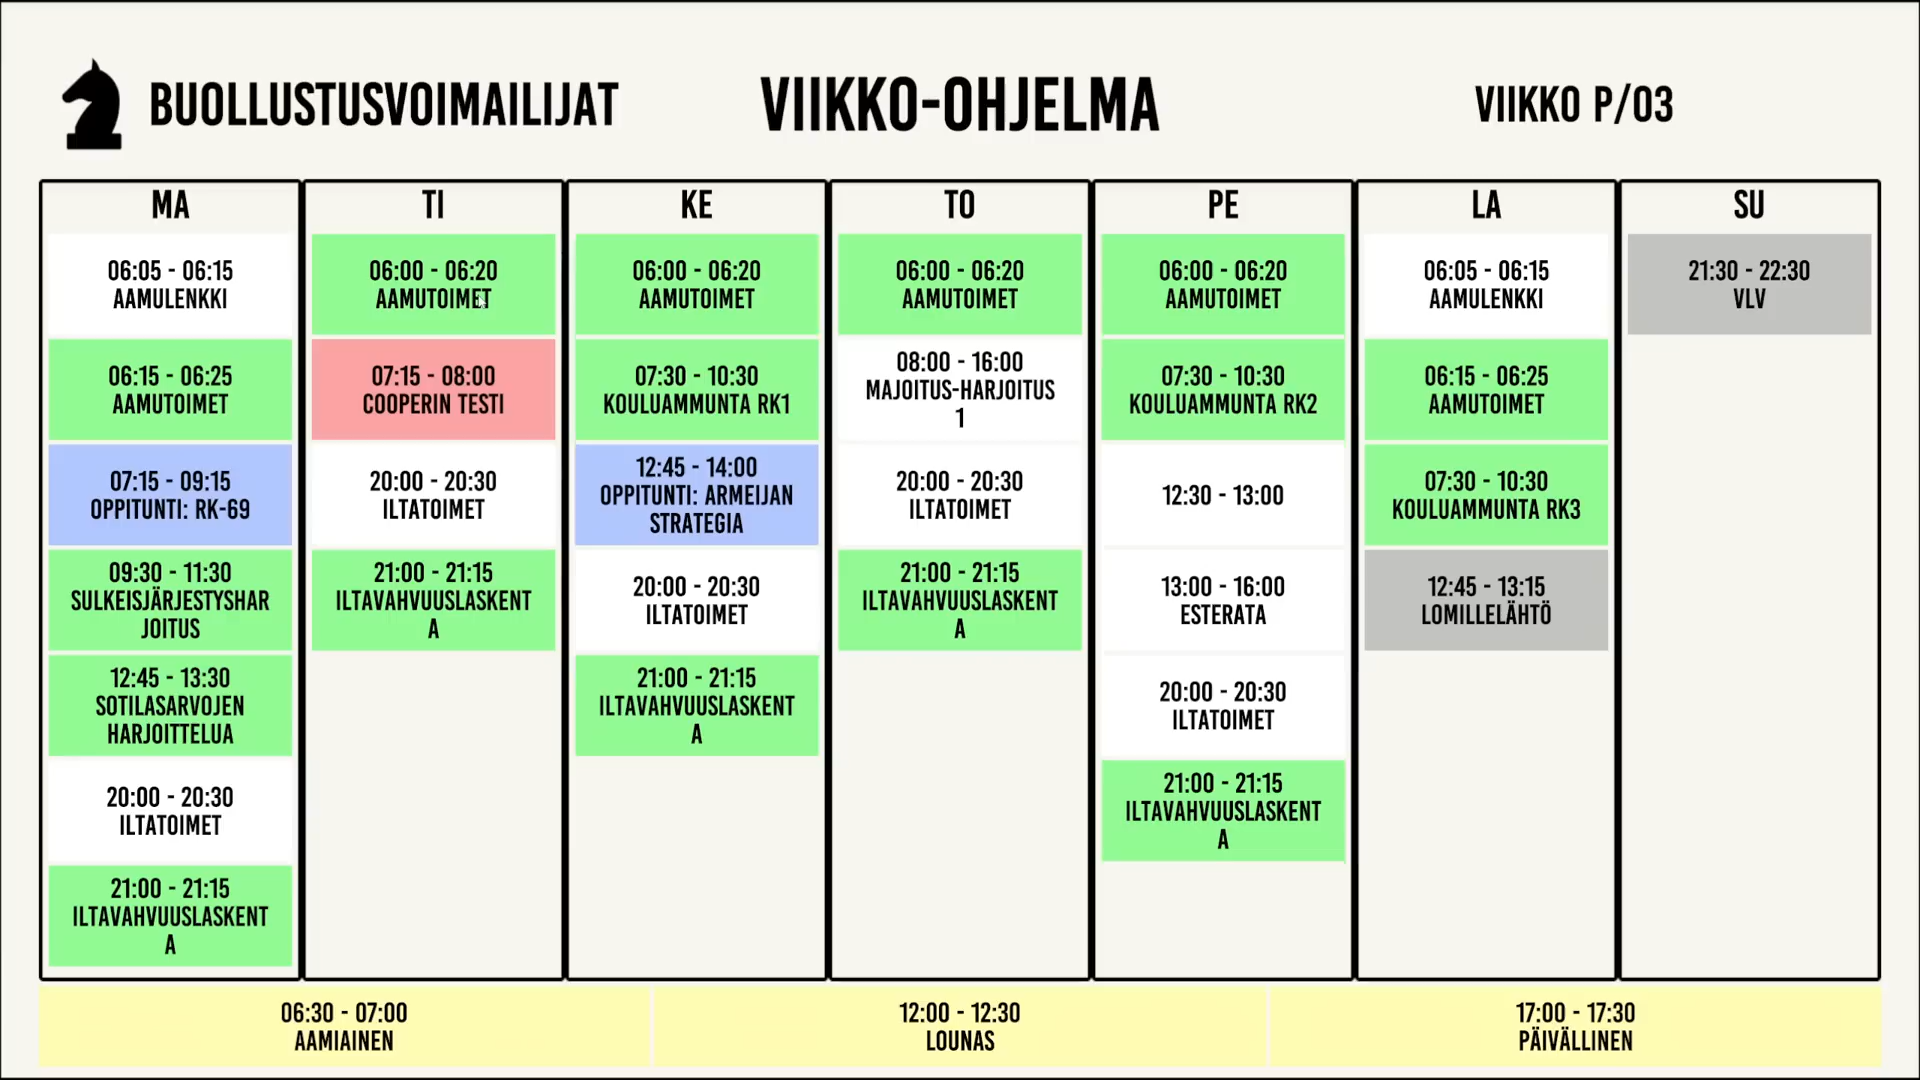 BUOLLUSTUSVOIMAILIJAT
VIIKKO-OHJELMA
VIIKKO P/03
MA
06:05 - 06:15
AAMULENKKI
06:15 - 06:25
AAMUTOIMET
07:15 - 09:15
OPPITUNTI: RK-69
09:30 - 11:30
SULKEISJÄRJESTYSHAR
JOITUS
12:45 - 13:30
SOTILASARVOJEN
HARJOITTELUA
20:00 - 20:30
ILTATOIMET
21:00 - 21:15
ILTAVAHVUUSLASKENT
A
TI
06:00 - 06:20
AAMUTOIMET
07:15 - 08:00
COOPERIN TESTI
20:00 - 20:30
ILTATOIMET
21:00 - 21:15
ILTAVAHVUUSLASKENT
A
KE
06:00 - 06:20
AAMUTOIMET
07:30 - 10:30
KOULUAMMUNTA RK1
12:45 - 14:00
OPPITUNTI: ARMEIJAN
STRATEGIA
20:00 - 20:30
ILTATOIMET
21:00 - 21:15
ILTAVAHVUUSLASKENT
A
TO
06:00 - 06:20
AAMUTOIMET
08:00 - 16:00
MAJOITUS-HARJOITUS
1
20:00 - 20:30
ILTATOIMET
21:00 - 21:15
ILTAVAHVUUSLASKENT
A
PE
06:00 - 06:20
AAMUTOIMET
07:30 - 10:30
KOULUAMMUNTA RK2
12:30 - 13:00
13:00 - 16:00
ESTERATA
20:00 - 20:30
ILTATOIMET
21:00 - 21:15
ILTAVAHVUUSLASKENT
A
LA
06:05 - 06:15
AAMULENKKI
06:15 - 06:25
AAMUTOIMET
07:30 - 10:30
KOULUAMMUNTA RK3
12:45 - 13:15
LOMILLELÄHTÖ
SU
21:30 - 22:30
VLV
06:30 - 07:00
AAMIAINEN
12:00 - 12:30
LOUNAS
17:00 - 17:30
PÄIVÄLLINEN